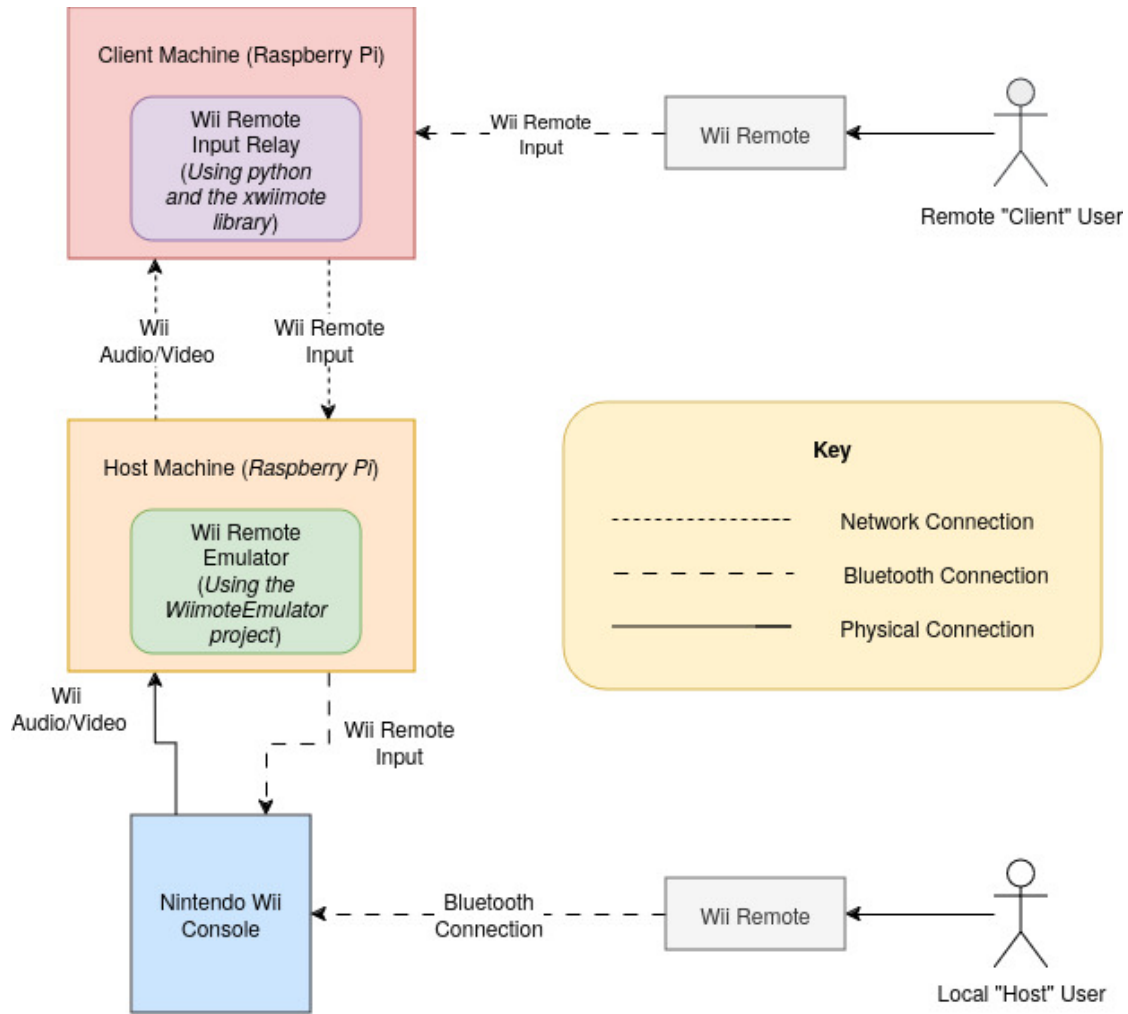 Client Machine (Raspberry Pi)
Wii Remote
Input Relay
(Using python
and the xwiimote
library)
Wii Remote
Input
Wii Remote
Remote "Client" User
Wii
Audio/Video
Wii Remote
Input
Host Machine (Raspberry Pi)
Wii Remote
Emulator
(Using the
WiimoteEmulator
project)
Key
Network Connection
Bluetooth Connection
Physical Connection
Wii
Audio/Video
Wii Remote
Input
Nintendo Wii
Console
Bluetooth
Connection
Wii Remote
Local "Host" User